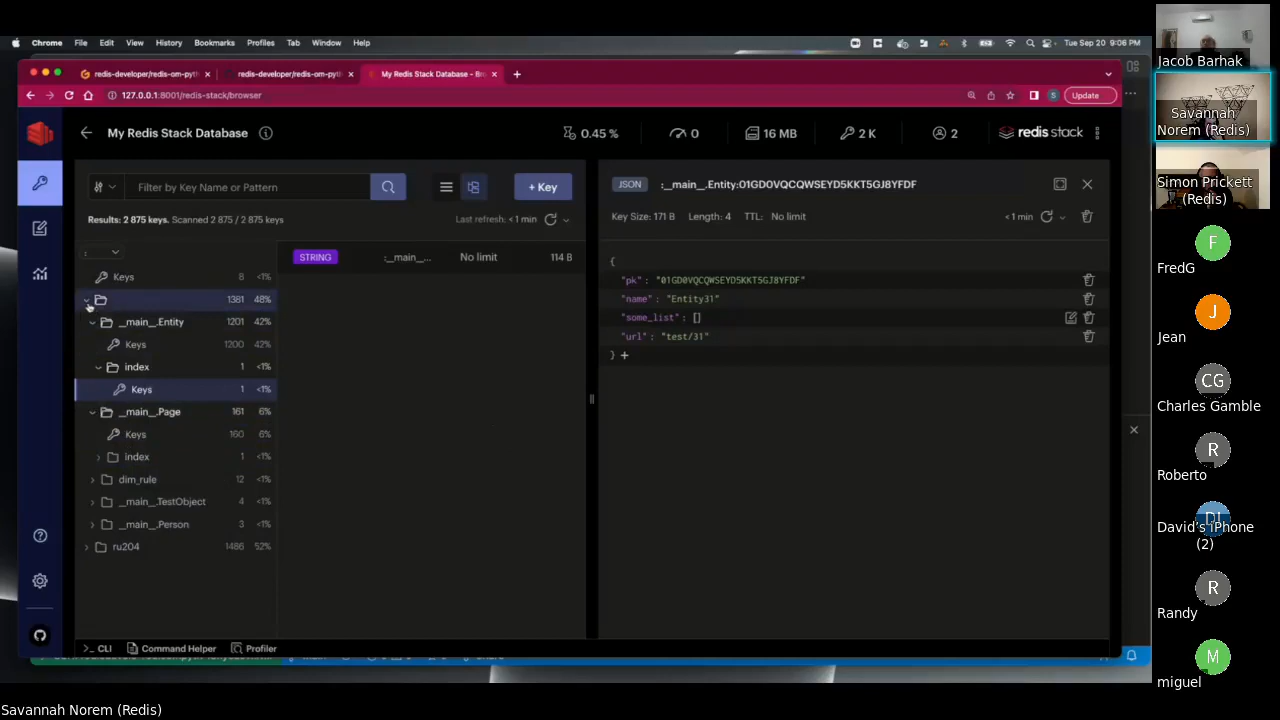 Chrome File Edit View History Bookmarks Profiles Tab Window Help
Tue Sep 20 9:06 PM
redis-developer/redis-om-pyth
redis-developer/redis-om-pyth
My Redis Stack Database - Bro
127.0.0.1:8001/redis-stack/browser
S
Update
My Redis Stack Database
0.45 %
0
16 MB
2 K
2
redis stack
Filter by Key Name or Pattern
+ Key
Results: 2 875 keys. Scanned 2 875 / 2 875 keys
Last refresh: < 1 min
:
Keys 8 <1%
1381 48%
__main__.Entity 1201 42%
Keys 1200 42%
index 1 <1%
Keys 1 <1%
__main__.Page 161 6%
Keys 160 6%
index 1 <1%
dim_rule 12 <1%
__main__.TestObject 4 <1%
__main__.Person 3 <1%
ru204 1486 52%
STRING :__main__... No limit 114 B
JSON :__main__.Entity:01GD0VQCQWSEYD5KKT5GJ8YFDF
Key Size: 171 B Length: 4 TTL: No limit
< 1 min
{
"pk" : "01GD0VQCQWSEYD5KKT5GJ8YFDF"
"name" : "Entity31"
"some_list" : []
"url" : "test/31"
} +
>_ CLI Command Helper Profiler
Jacob Barhak
Savannah
Norem (Redis)
Simon Prickett
(Redis)
F
FredG
J
Jean
CG
Charles Gamble
R
Roberto
DI
David's iPhone
(2)
R
Randy
M
miguel
Savannah Norem (Redis)